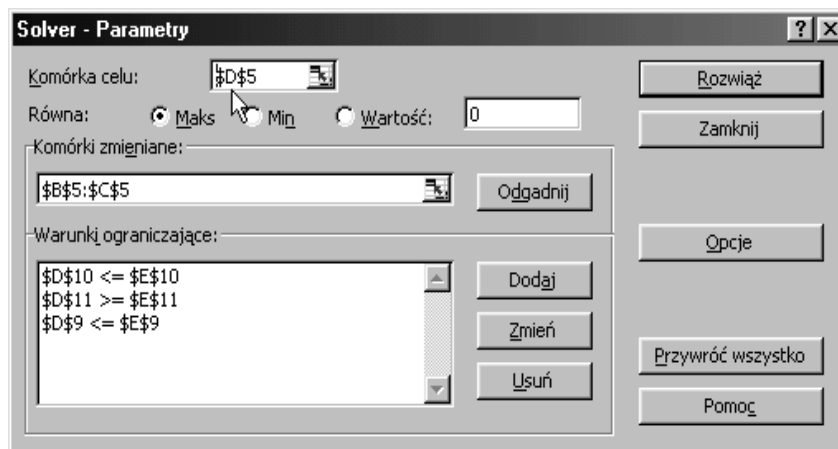 Solver - Parametry
Komórka celu: $D$5
Rozwiąż
Równa: Maks Min Wartość: 0
Zamknij
Komórki zmieniane:
$B$5:$C$5 Odgadnij
Warunki ograniczające:
Opcje
$D$10 <= $E$10
$D$11 >= $E$11
$D$9 <= $E$9
Dodaj
Zmień
Usuń
Przywróć wszystko
Pomoc